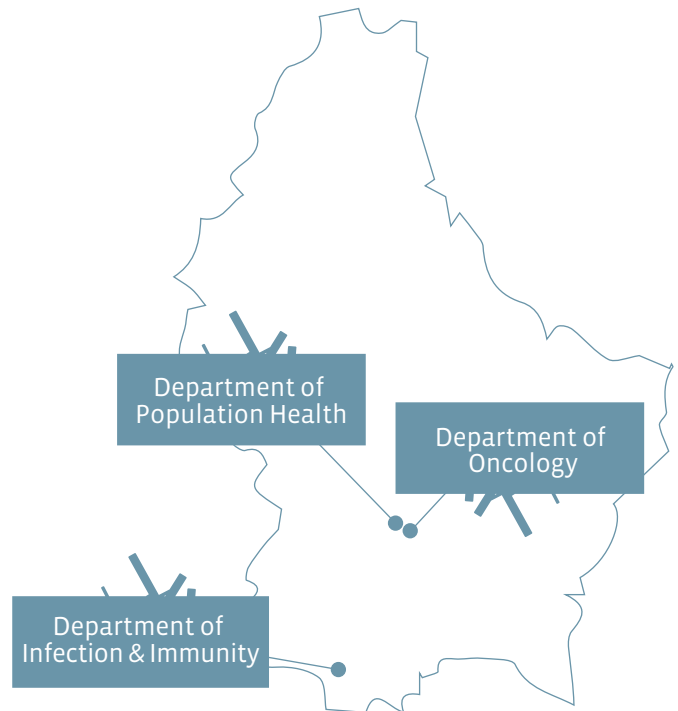 Department of
Population Health
Department of
Oncology
Department of
Infection & Immunity